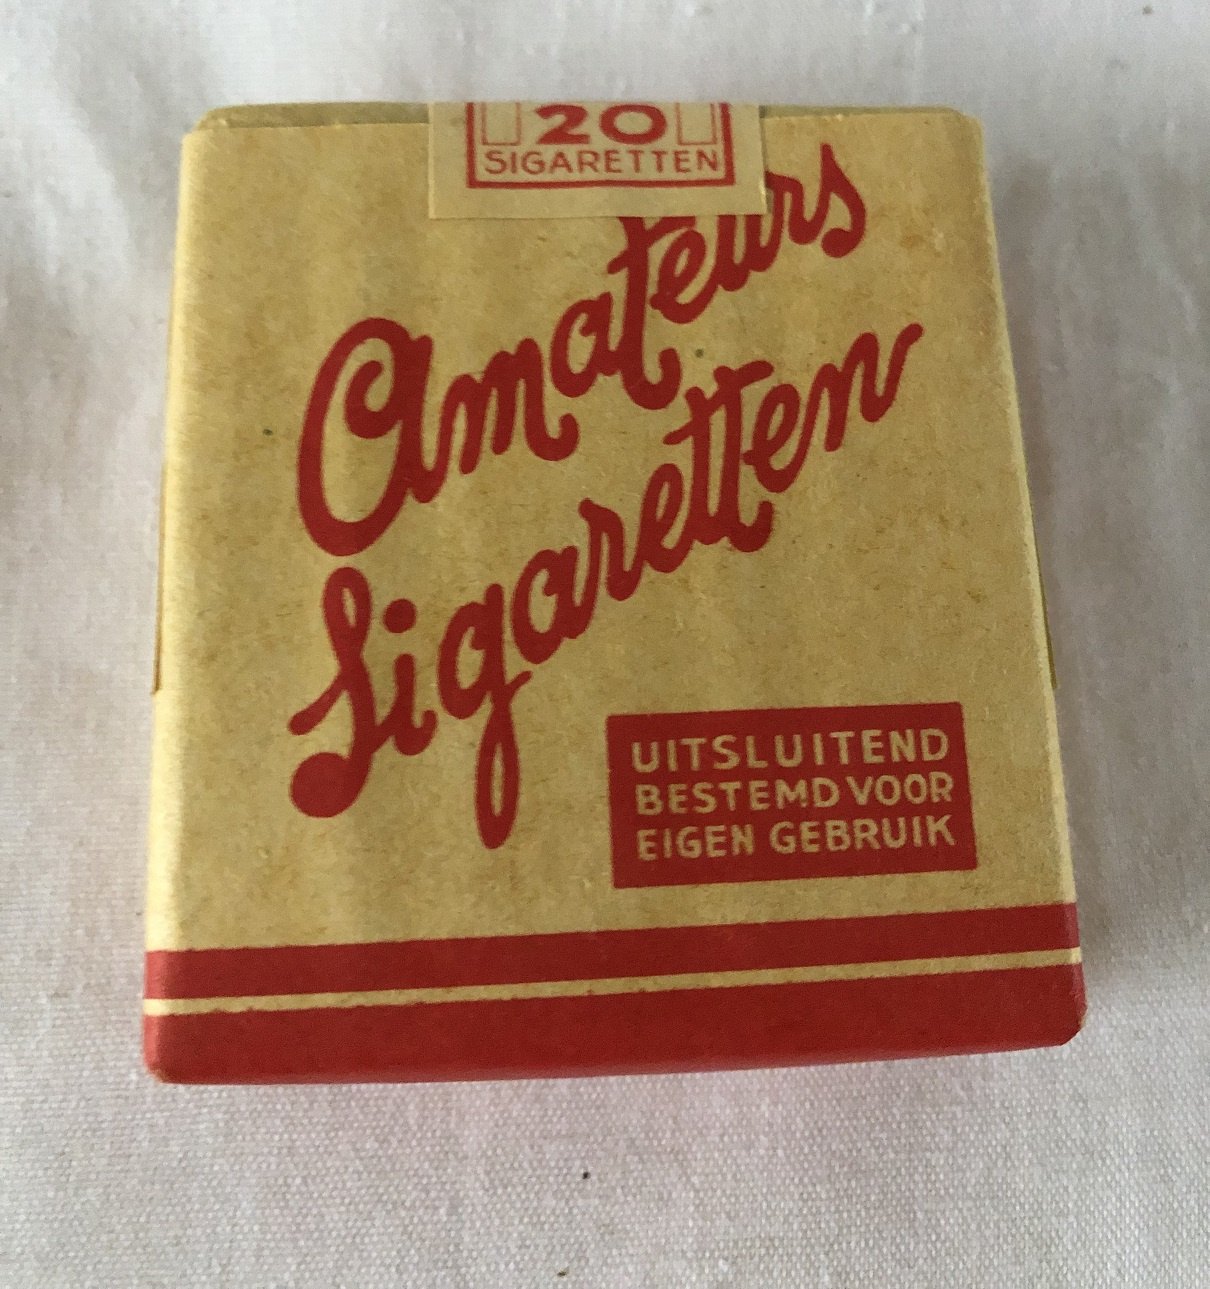 20
SIGARETTEN
Amateurs
Sigaretten
UITSLUITEND
BESTEMD VOOR
EIGEN GEBRUIK